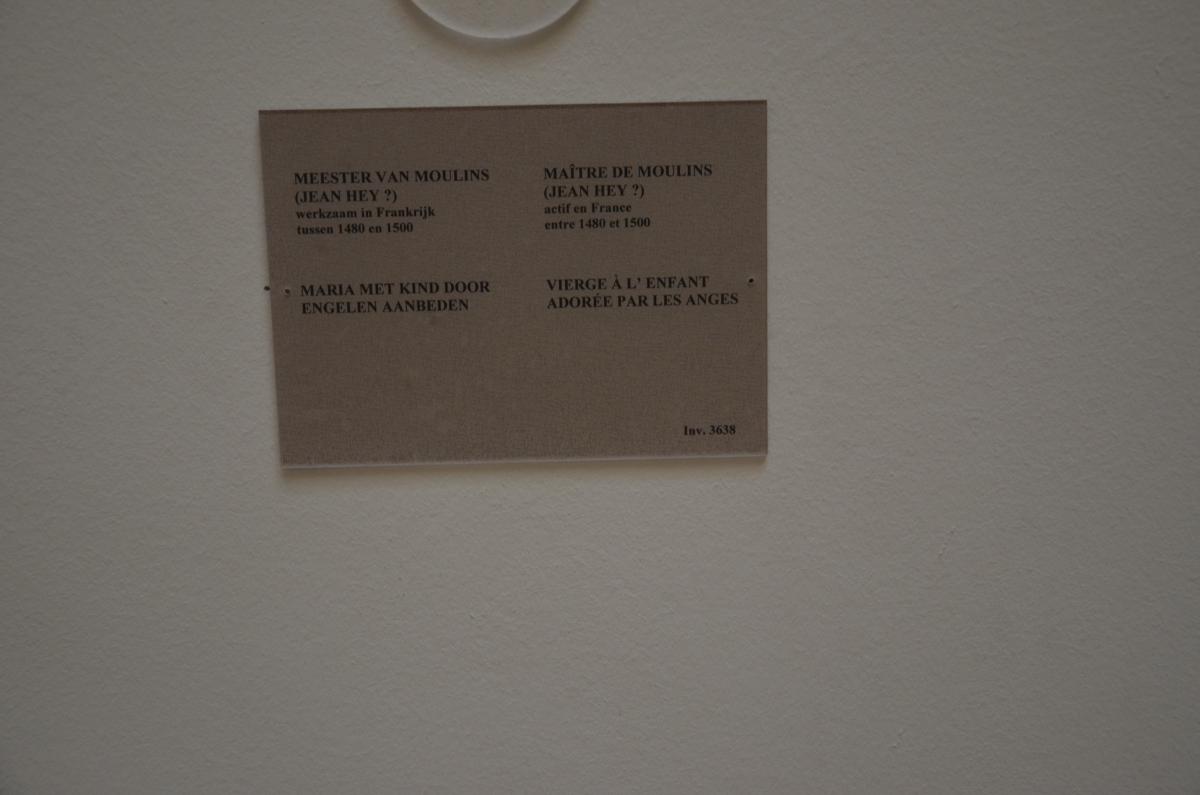 MEESTER VAN MOULINS
(JEAN HEY ?)
werkzaam in Frankrijk
tussen 1480 en 1500
MARIA MET KIND DOOR
ENGELEN AANBEDEN
MAÎTRE DE MOULINS
(JEAN HEY ?)
actif en France
entre 1480 et 1500
VIERGE À L' ENFANT
ADORÉE PAR LES ANGES
Inv. 3638